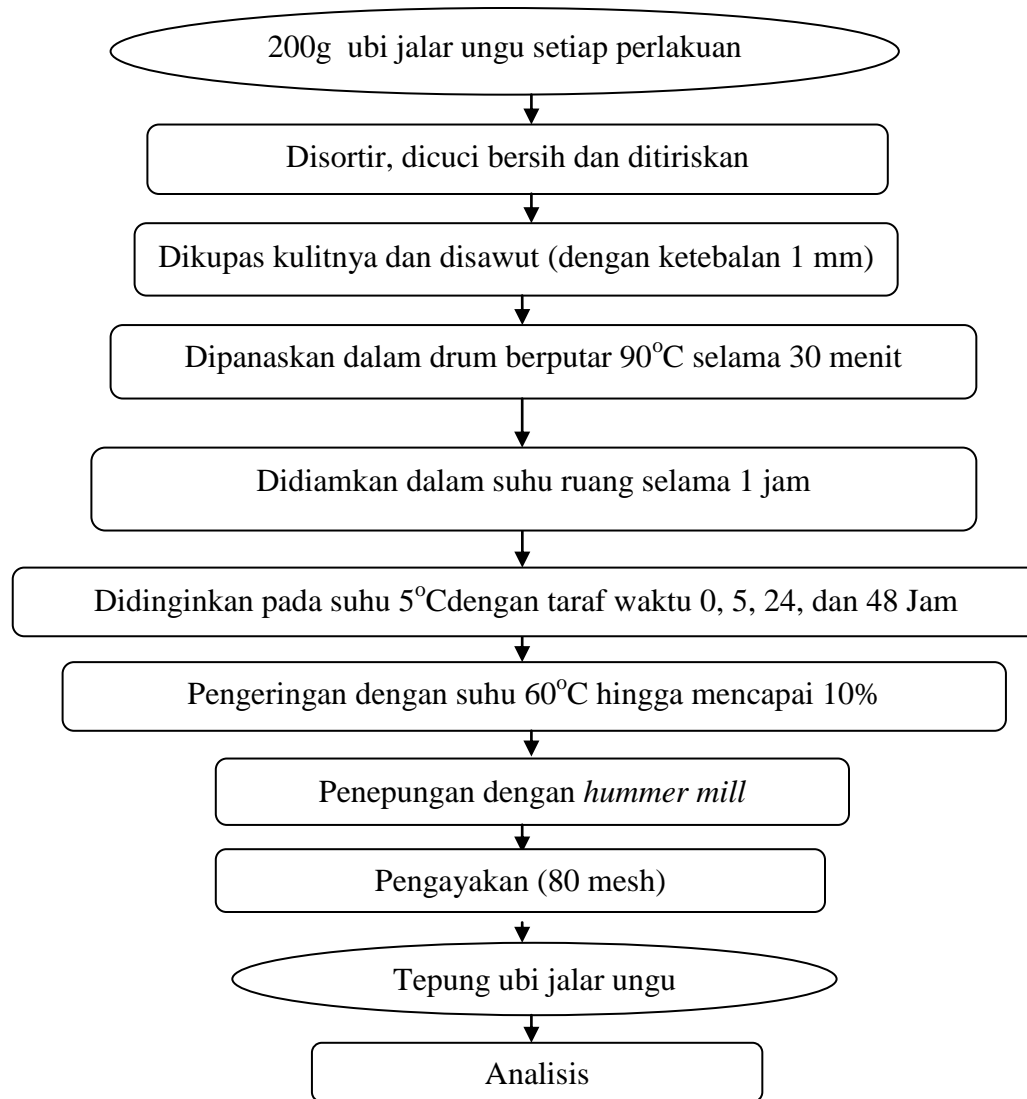 200g  ubi jalar ungu setiap perlakuan
Disortir, dicuci bersih dan ditiriskan
Dikupas kulitnya dan disawut (dengan ketebalan 1 mm)
Dipanaskan dalam drum berputar 90°C selama 30 menit
Didiamkan dalam suhu ruang selama 1 jam
Didinginkan pada suhu 5°Cdengan taraf waktu 0, 5, 24, dan 48 Jam
Pengeringan dengan suhu 60°C hingga mencapai 10%
Penepungan dengan hummer mill
Pengayakan (80 mesh)
Tepung ubi jalar ungu
Analisis